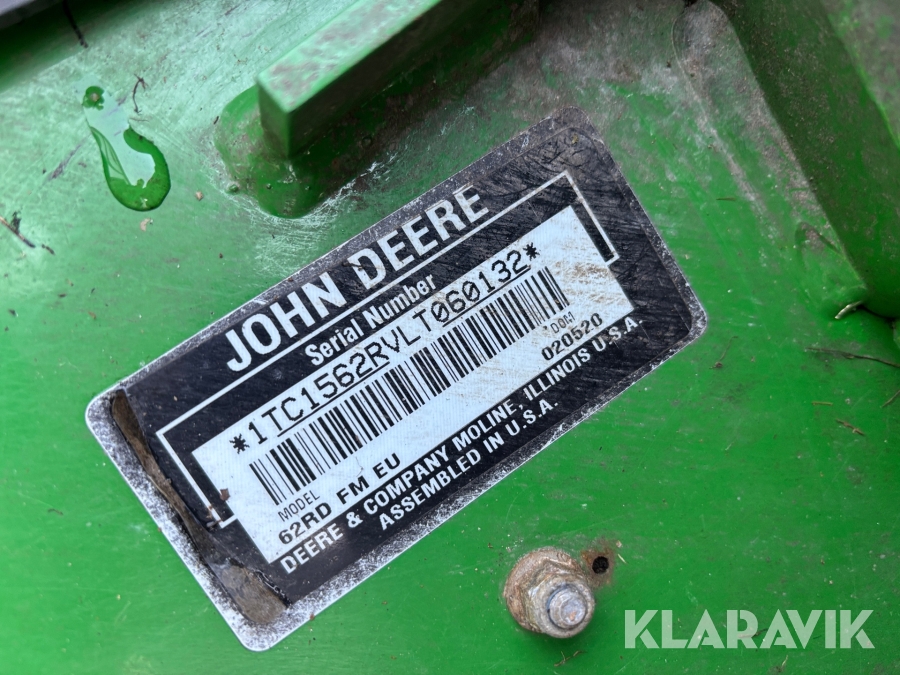 JOHN DEERE
Serial Number
*1TC1562RVLT060132*
MODEL DOM
62RD FM EU 020520
DEERE & COMPANY MOLINE, ILLINOIS U.S.A.
ASSEMBLED IN U.S.A.
KLARAVIK